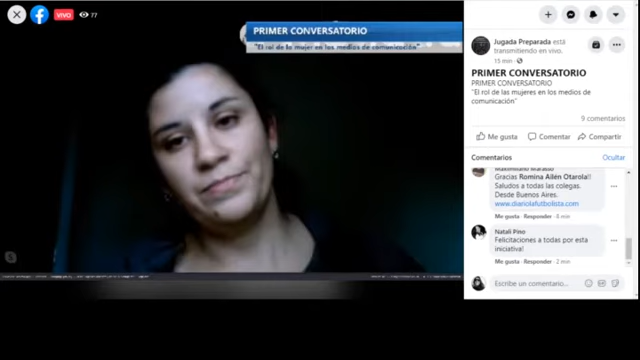 VIVO
77
PRIMER CONVERSATORIO
"El rol de la mujer en los medios de comunicación"
Jugada Preparada está
transmitiendo en vivo.
15 min ·
PRIMER CONVERSATORIO
PRIMER CONVERSATORIO
"El rol de las mujeres en los medios de
comunicación"
9 comentarios
Me gusta
Comentar
Compartir
Comentarios
Ocultar
Gracias Romina Ailén Otarola!!
Saludos a todas las colegas.
Desde Buenos Aires.
www.diariolafutbolista.com
Me gusta · Responder · 8 min
Natali Pino
Felicitaciones a todas por esta
iniciativa!
Me gusta · Responder · 2 min
Escribe un comentario...